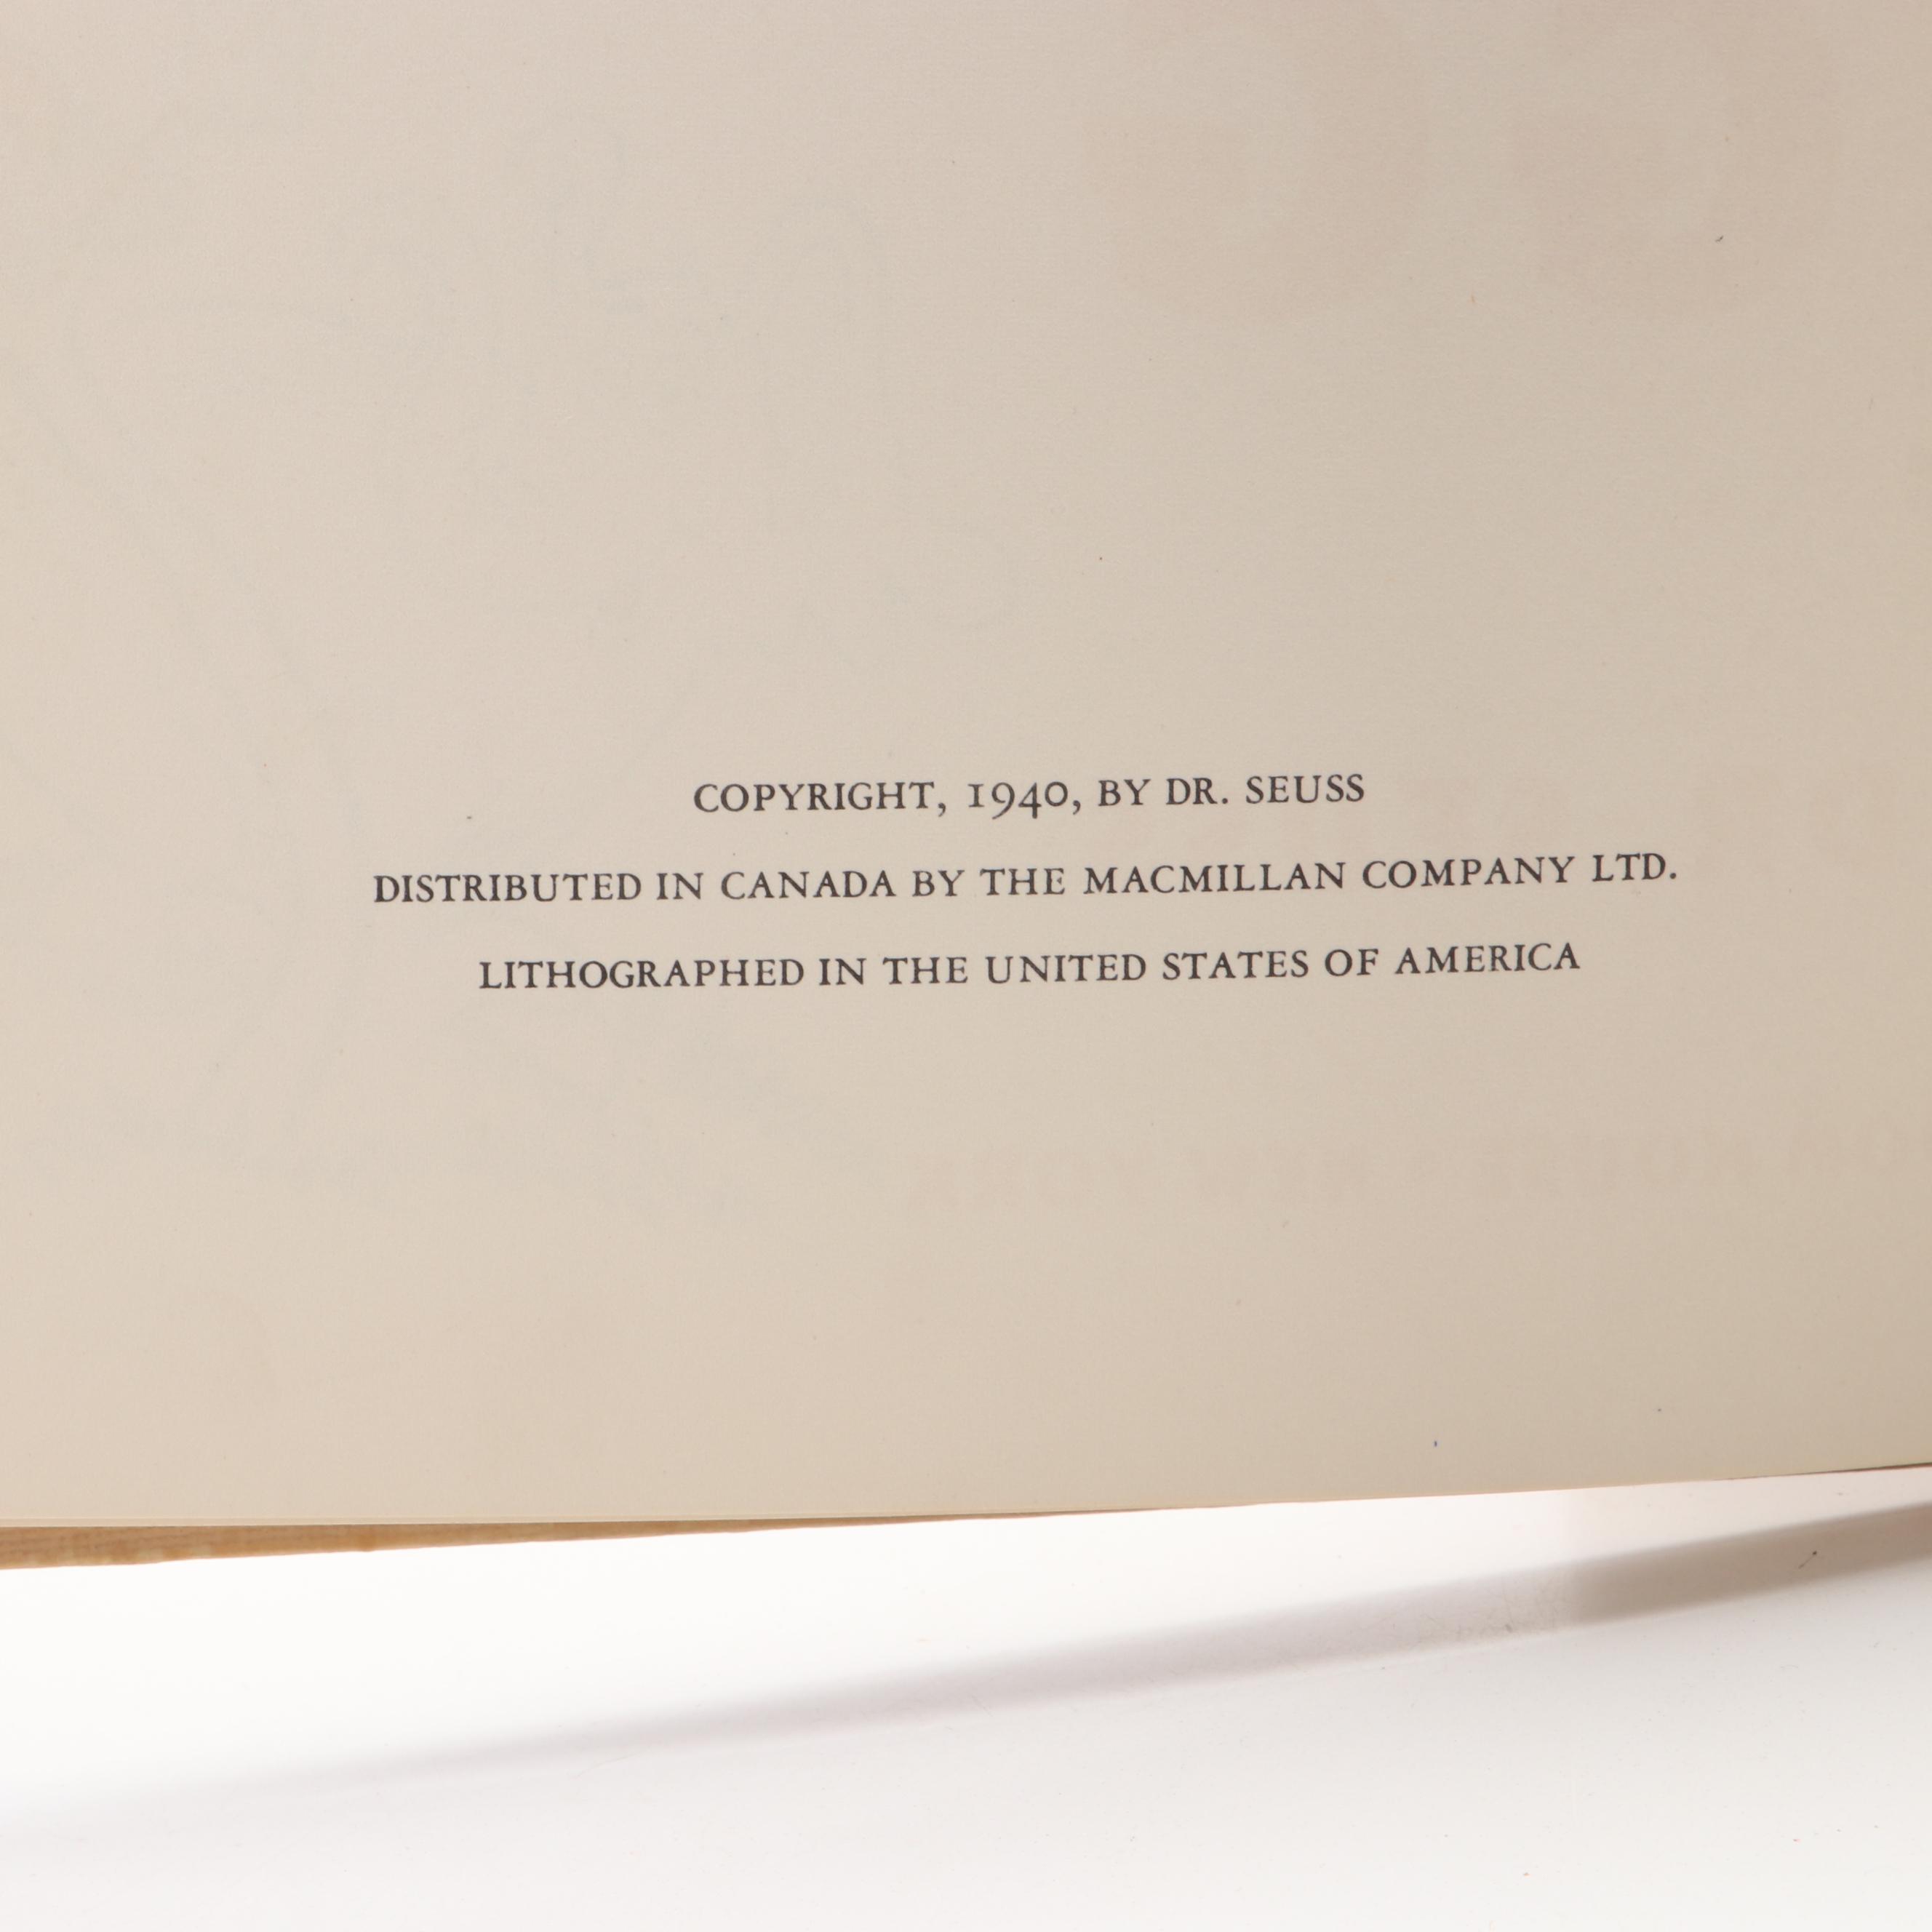 COPYRIGHT, 1940, BY DR. SEUSS
DISTRIBUTED IN CANADA BY THE MACMILLAN COMPANY LTD.
LITHOGRAPHED IN THE UNITED STATES OF AMERICA